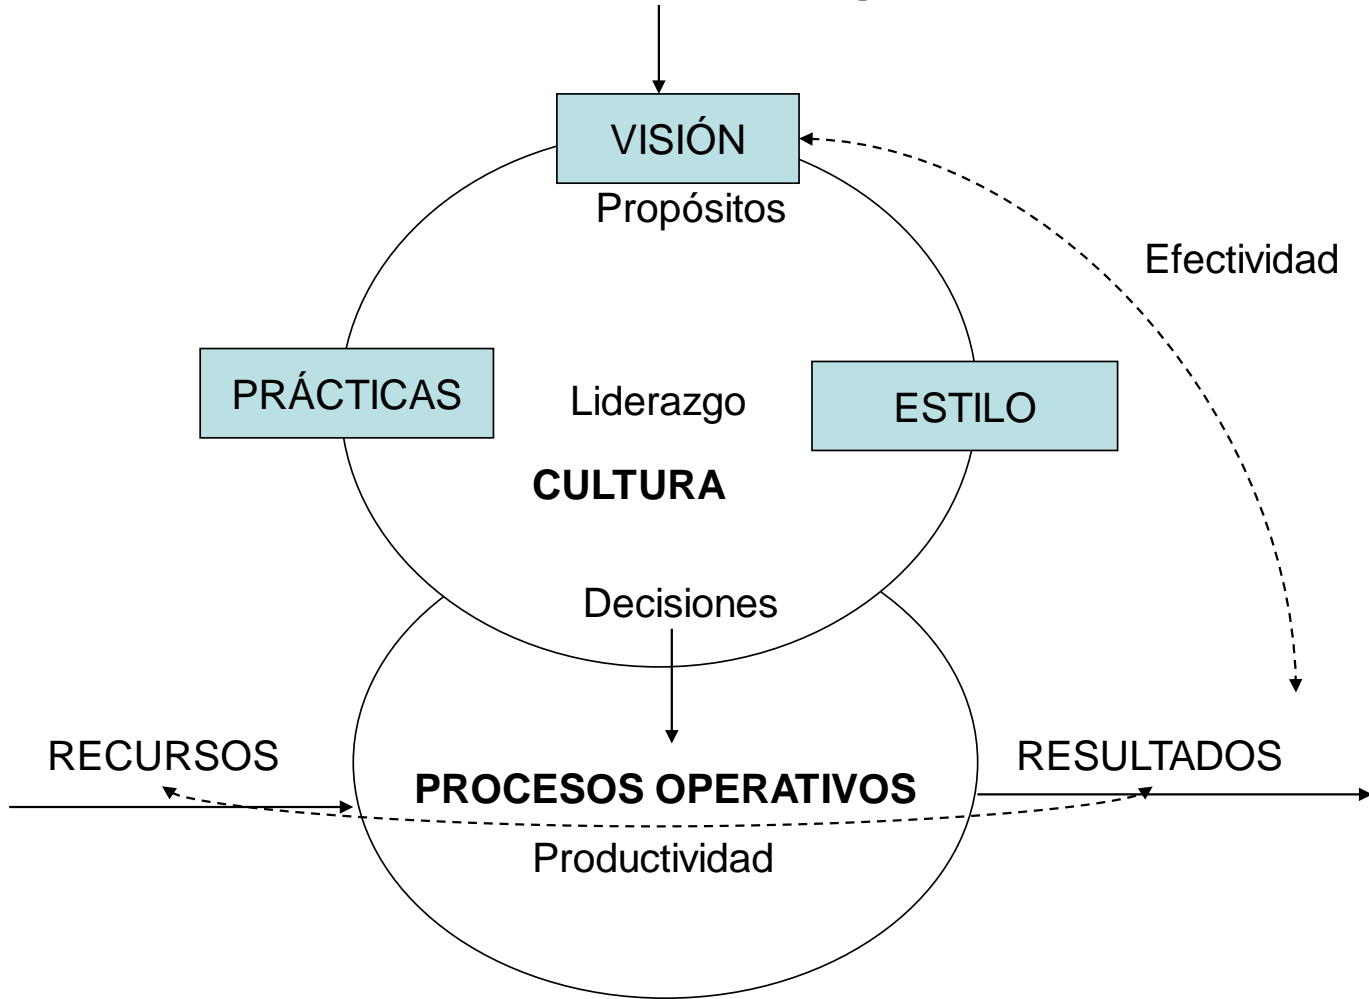 VISIÓN
Propósitos
Efectividad
PRÁCTICAS
Liderazgo
ESTILO
CULTURA
Decisiones
RECURSOS
RESULTADOS
PROCESOS OPERATIVOS
Productividad